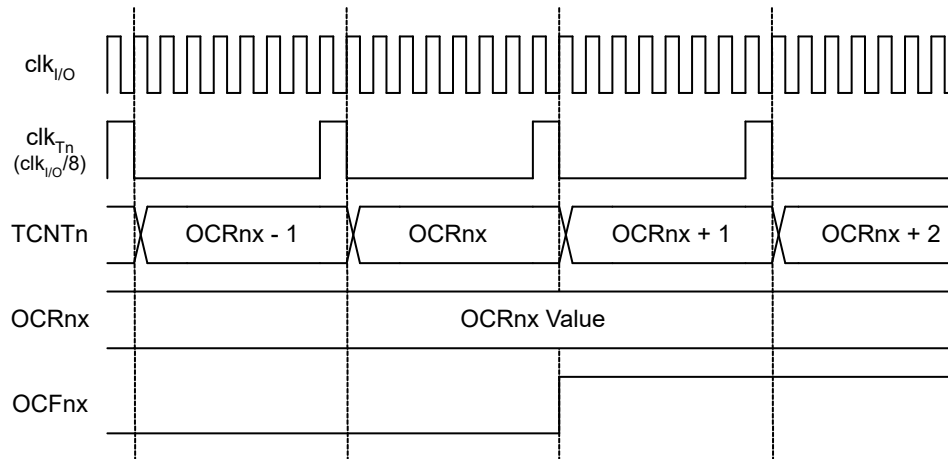 clkI/O
clkTn
(clkI/O/8)
TCNTn OCRnx - 1 OCRnx OCRnx + 1 OCRnx + 2
OCRnx OCRnx Value
OCFnx